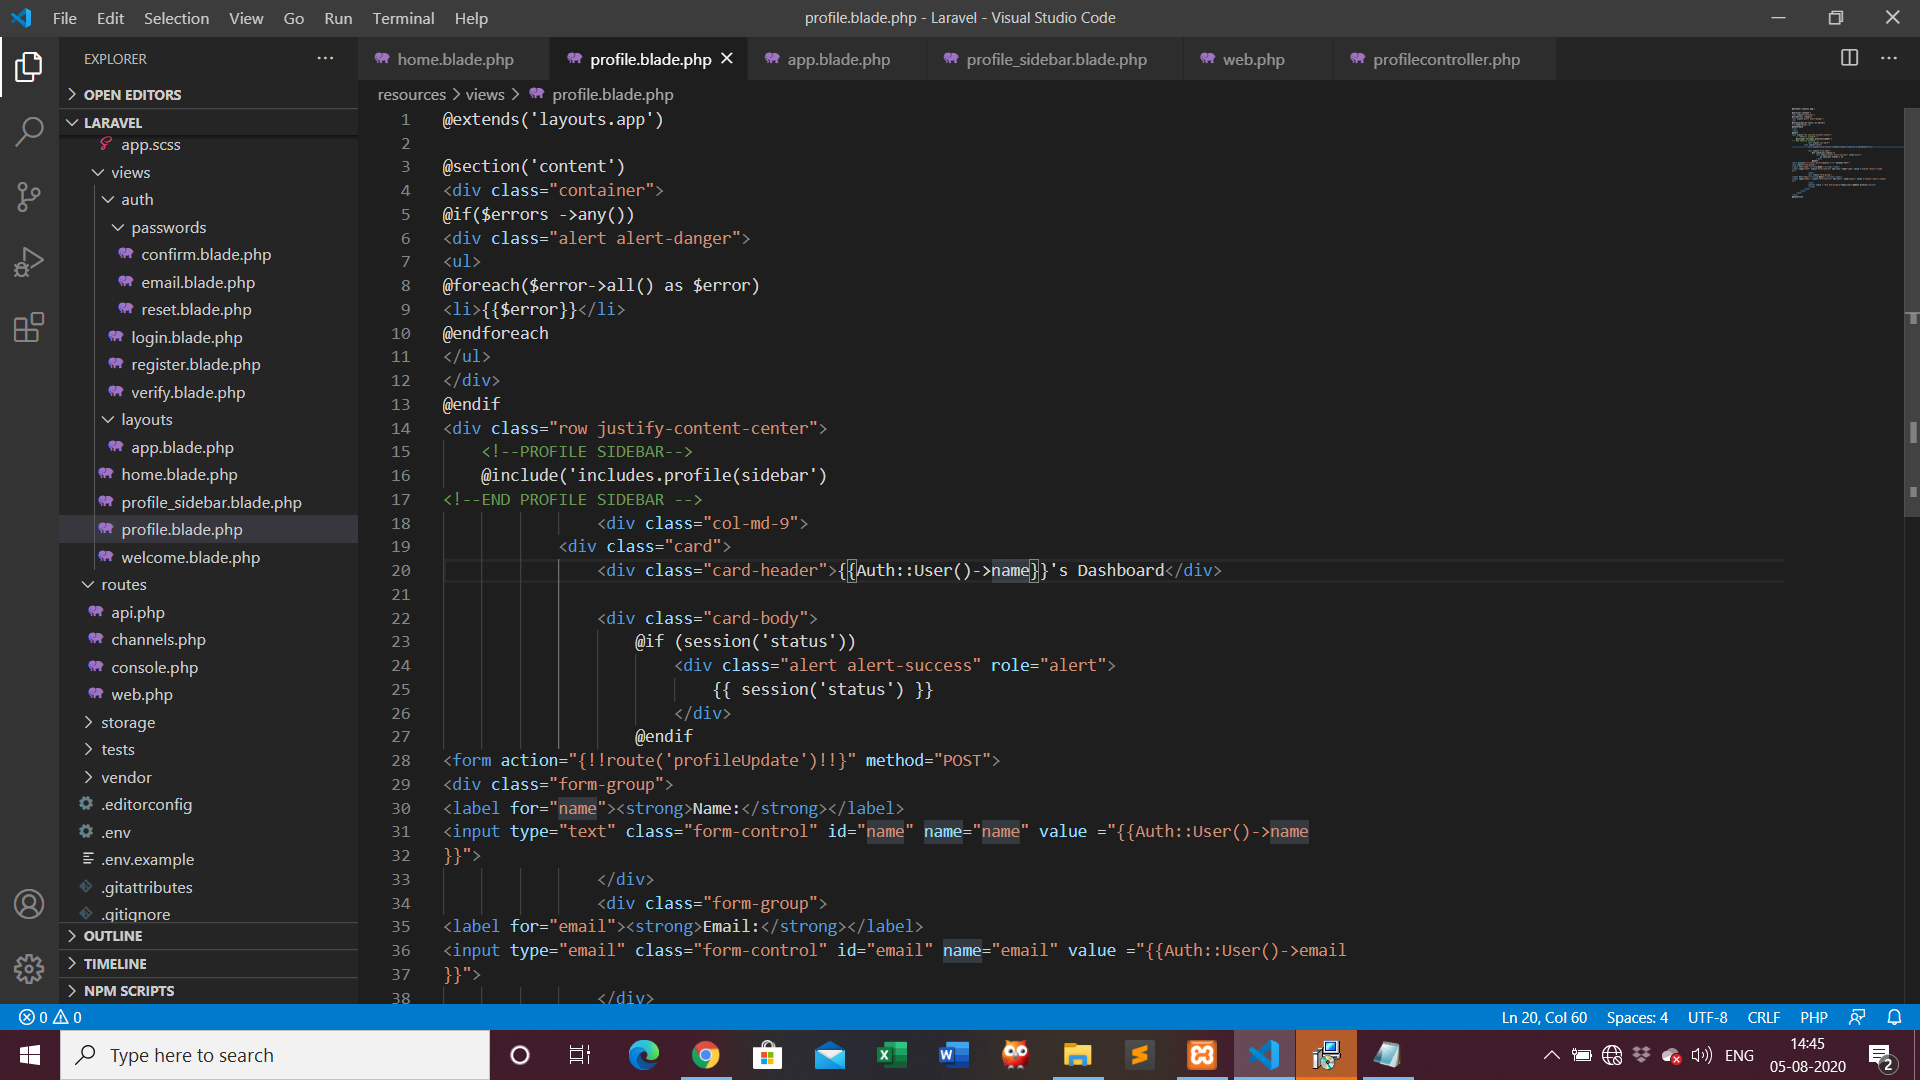 File Edit Selection View Go Run Terminal Help
profile.blade.php - Laravel - Visual Studio Code
EXPLORER
home.blade.php
profile.blade.php
app.blade.php
profile_sidebar.blade.php
web.php
profilecontroller.php
OPEN EDITORS
LARAVEL
app.scss
views
auth
passwords
confirm.blade.php
email.blade.php
reset.blade.php
login.blade.php
register.blade.php
verify.blade.php
layouts
app.blade.php
home.blade.php
profile_sidebar.blade.php
profile.blade.php
welcome.blade.php
routes
api.php
channels.php
console.php
web.php
storage
tests
vendor
.editorconfig
.env
.env.example
.gitattributes
.gitignore
OUTLINE
TIMELINE
NPM SCRIPTS
resources > views > profile.blade.php
1 @extends('layouts.app')
2
3 @section('content')
4 <div class="container">
5 @if($errors ->any())
6 <div class="alert alert-danger">
7 <ul>
8 @foreach($error->all() as $error)
9 <li>{{$error}}</li>
10 @endforeach
11 </ul>
12 </div>
13 @endif
14 <div class="row justify-content-center">
15 <!--PROFILE SIDEBAR-->
16 @include('includes.profile(sidebar')
17 <!--END PROFILE SIDEBAR -->
18 <div class="col-md-9">
19 <div class="card">
20 <div class="card-header">{{Auth::User()->name}}'s Dashboard</div>
21
22 <div class="card-body">
23 @if (session('status'))
24 <div class="alert alert-success" role="alert">
25 {{ session('status') }}
26 </div>
27 @endif
28 <form action="{!!route('profileUpdate')!!}" method="POST">
29 <div class="form-group">
30 <label for="name"><strong>Name:</strong></label>
31 <input type="text" class="form-control" id="name" name="name" value ="{{Auth::User()->name
32 }}">
33 </div>
34 <div class="form-group">
35 <label for="email"><strong>Email:</strong></label>
36 <input type="email" class="form-control" id="email" name="email" value ="{{Auth::User()->email
37 }}">
38 </div>
0 0
Ln 20, Col 60 Spaces: 4 UTF-8 CRLF PHP
Type here to search
ENG
14:45
05-08-2020
2